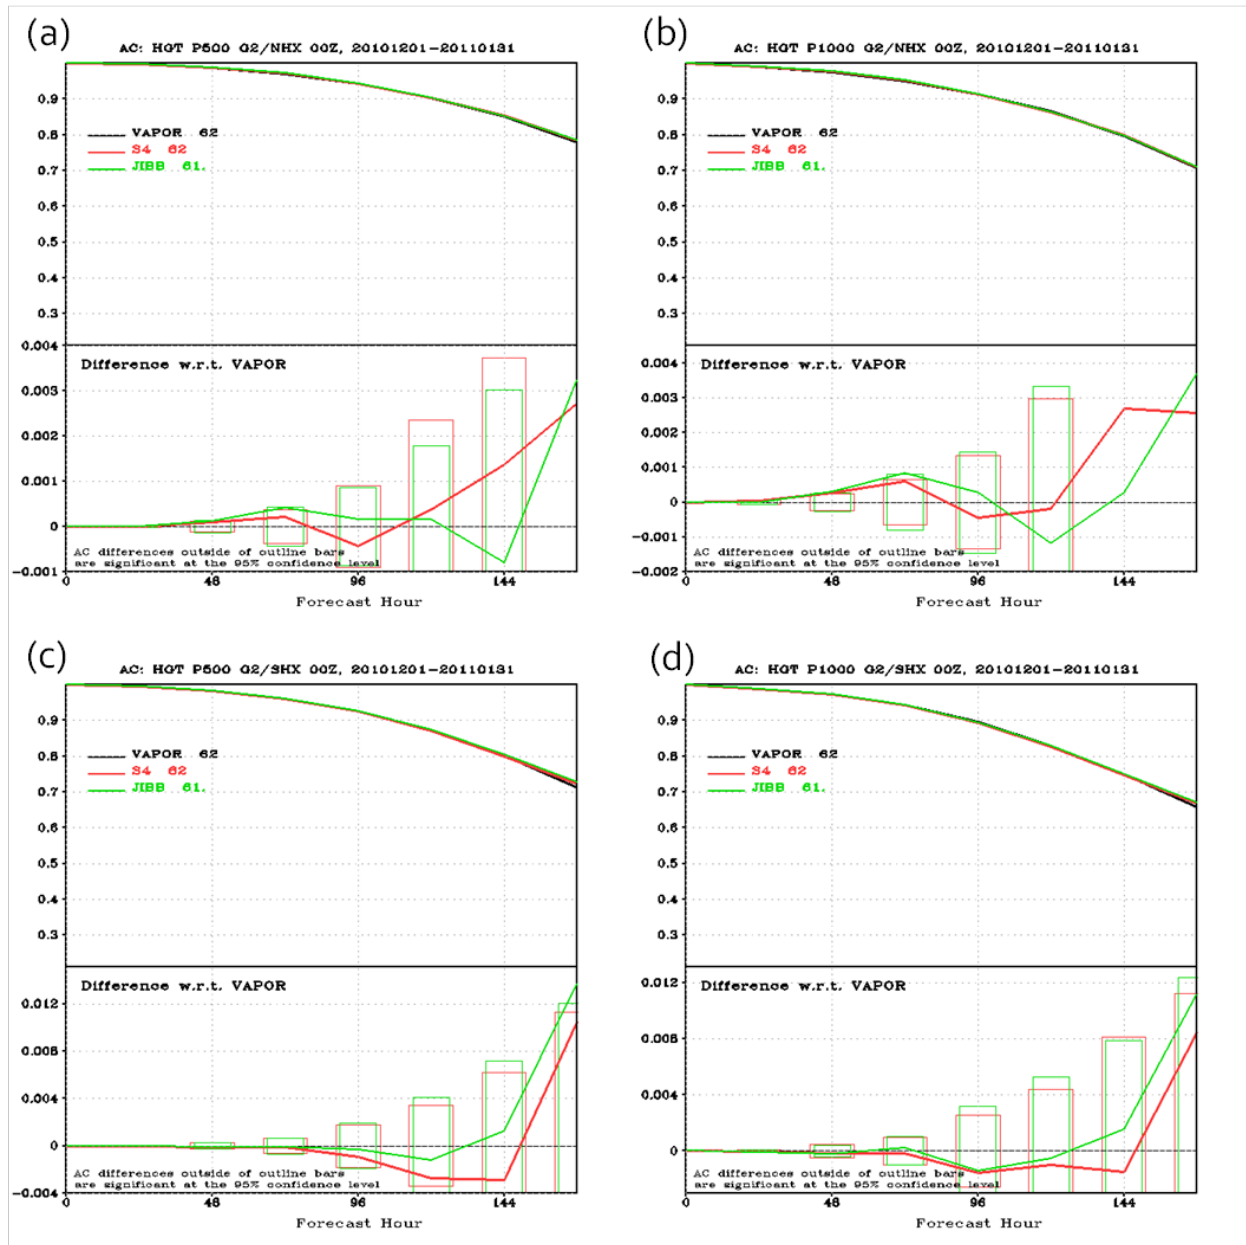 (a)
AC: HGT P500 G2/NHX 00Z, 20101201-20110131
0.9
0.8
0.7
0.6
0.5
0.4
0.3
VAPOR 62
S4 62
JIBB 61.
0.004
0.003
0.002
0.001
0
-0.001
Difference w.r.t. VAPOR
AC differences outside of outline bars
are significant at the 95% confidence level
0 48 96 144
Forecast Hour
(b)
AC: HGT P1000 G2/NHX 00Z, 20101201-20110131
0.9
0.8
0.7
0.6
0.5
0.4
0.3
VAPOR 62
S4 62
JIBB 61.
0.004
0.003
0.002
0.001
0
-0.001
-0.002
Difference w.r.t. VAPOR
AC differences outside of outline bars
are significant at the 95% confidence level
0 48 96 144
Forecast Hour
(c)
AC: HGT P500 G2/SHX 00Z, 20101201-20110131
0.9
0.8
0.7
0.6
0.5
0.4
0.3
VAPOR 62
S4 62
JIBB 61.
0.012
0.008
0.004
0
-0.004
Difference w.r.t. VAPOR
AC differences outside of outline bars
are significant at the 95% confidence level
0 48 96 144
Forecast Hour
(d)
AC: HGT P1000 G2/SHX 00Z, 20101201-20110131
0.9
0.8
0.7
0.6
0.5
0.4
0.3
VAPOR 62
S4 62
JIBB 61.
0.012
0.008
0.004
0
Difference w.r.t. VAPOR
AC differences outside of outline bars
are significant at the 95% confidence level
0 48 96 144
Forecast Hour